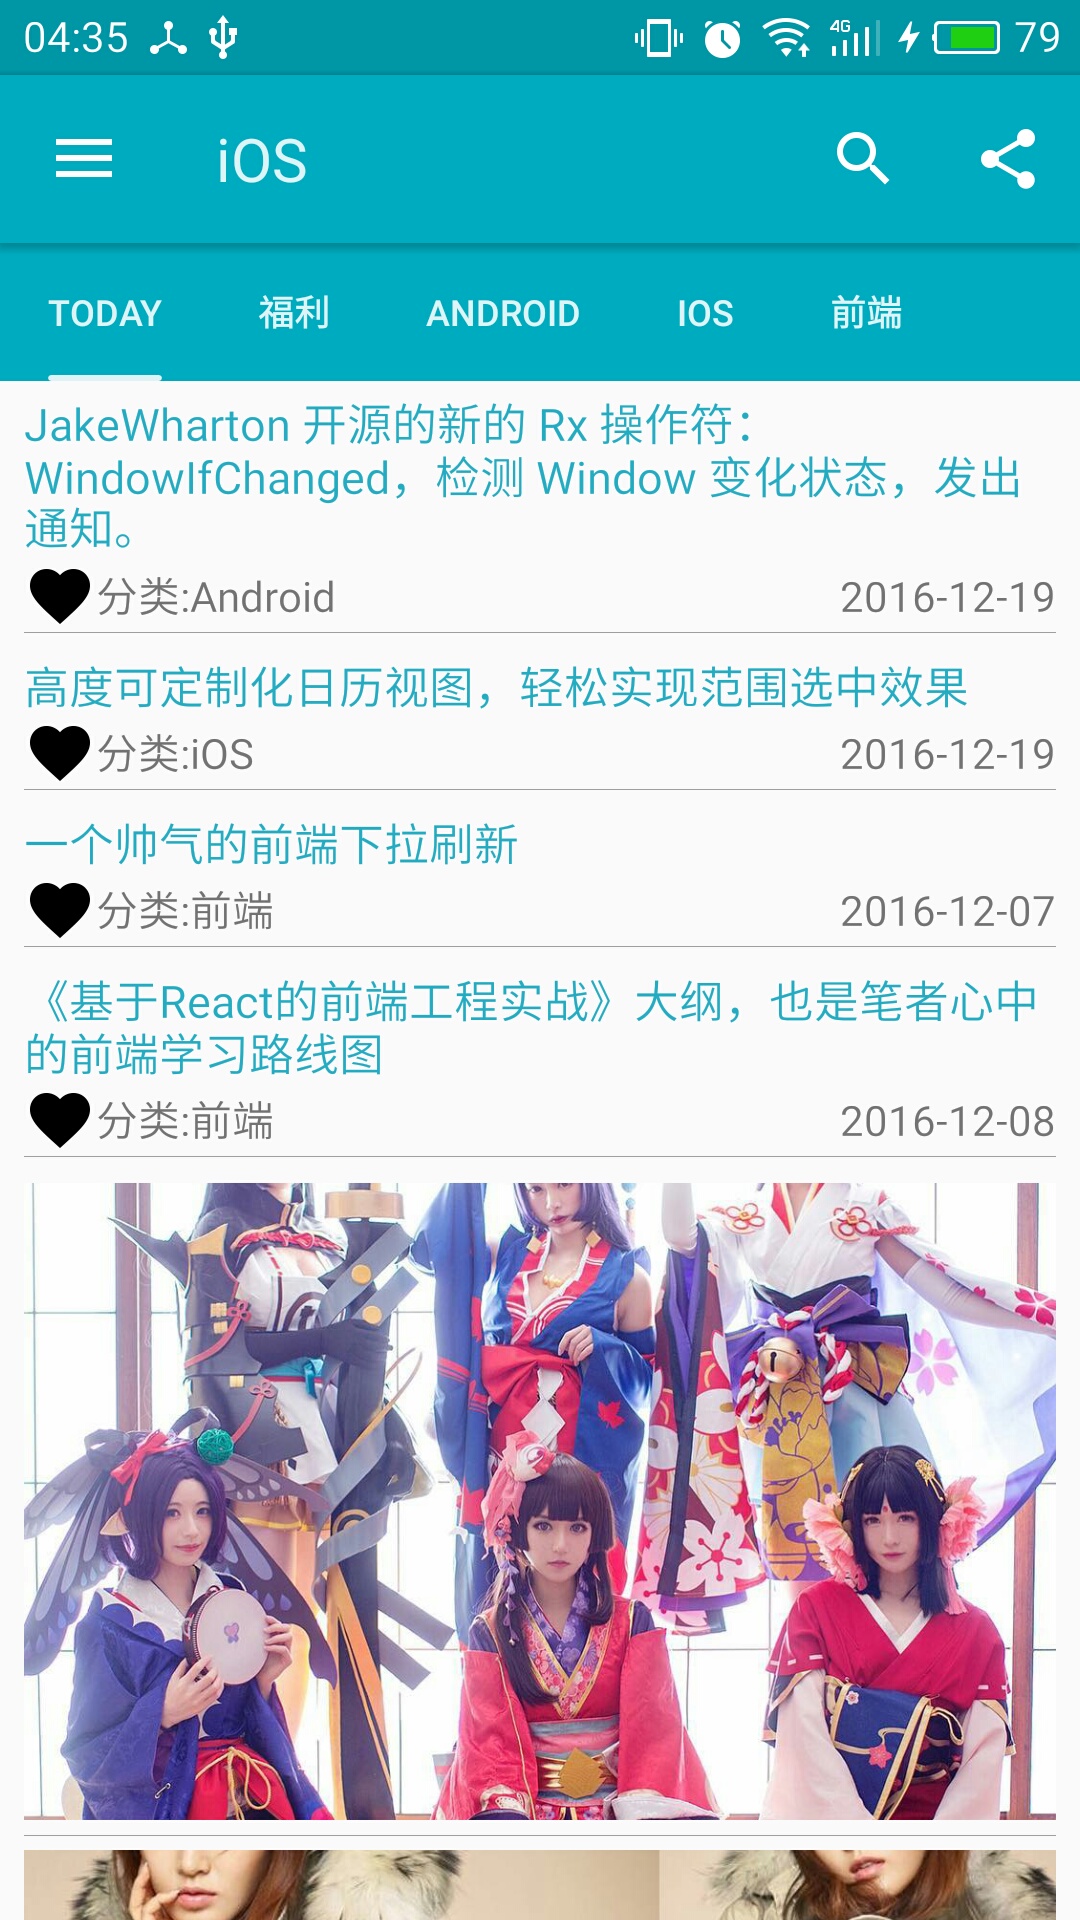 04:35 4G 79
iOS
TODAY 福利 ANDROID IOS 前端
JakeWharton 开源的新的 Rx 操作符：
WindowIfChanged，检测 Window 变化状态，发出
通知。
分类:Android 2016-12-19
高度可定制化日历视图，轻松实现范围选中效果
分类:iOS 2016-12-19
一个帅气的前端下拉刷新
分类:前端 2016-12-07
《基于React的前端工程实战》大纲，也是笔者心中
的前端学习路线图
分类:前端 2016-12-08